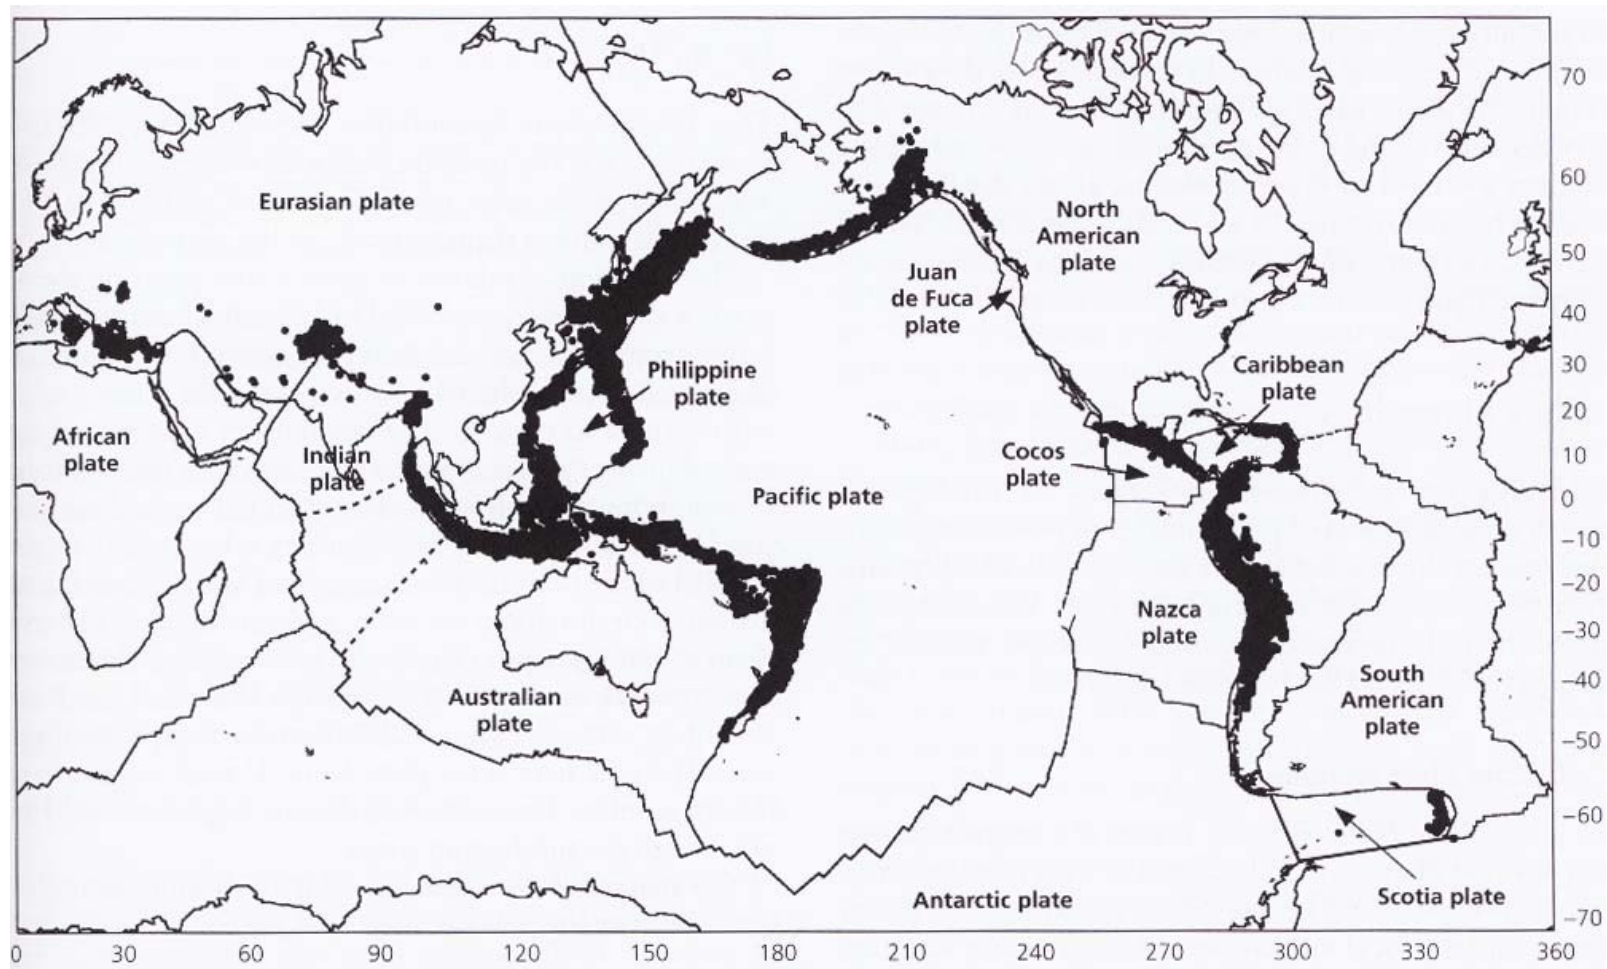 70
60
50
40
30
20
10
0
–10
–20
–30
–40
–50
–60
–70
Eurasian plate
North
American
plate
Juan
de Fuca
plate
Philippine
plate
Caribbean
plate
African
plate
Indian
plate
Cocos
plate
Pacific plate
Nazca
plate
Australian
plate
South
American
plate
Antarctic plate
Scotia plate
0 30 60 90 120 150 180 210 240 270 300 330 360